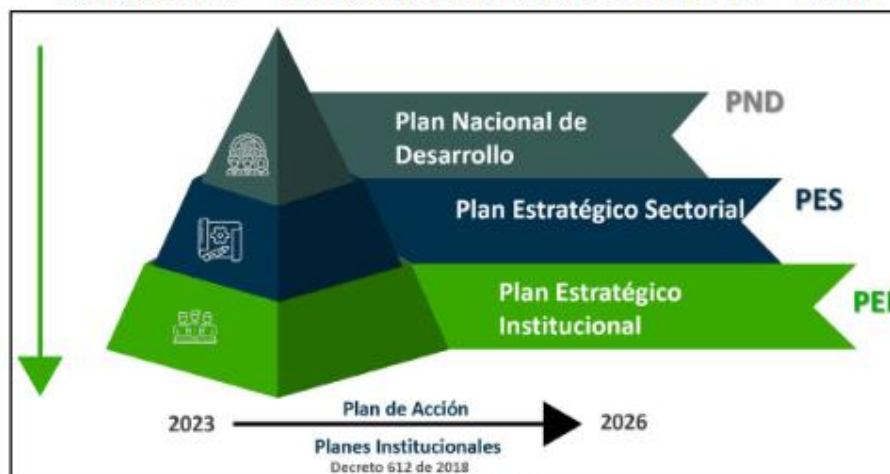 Plan Nacional de
Desarrollo
PND
Plan Estratégico Sectorial
PES
Plan Estratégico
Institucional
2023
Plan de Acción
2026
Planes Institucionales
Decreto 612 de 2018